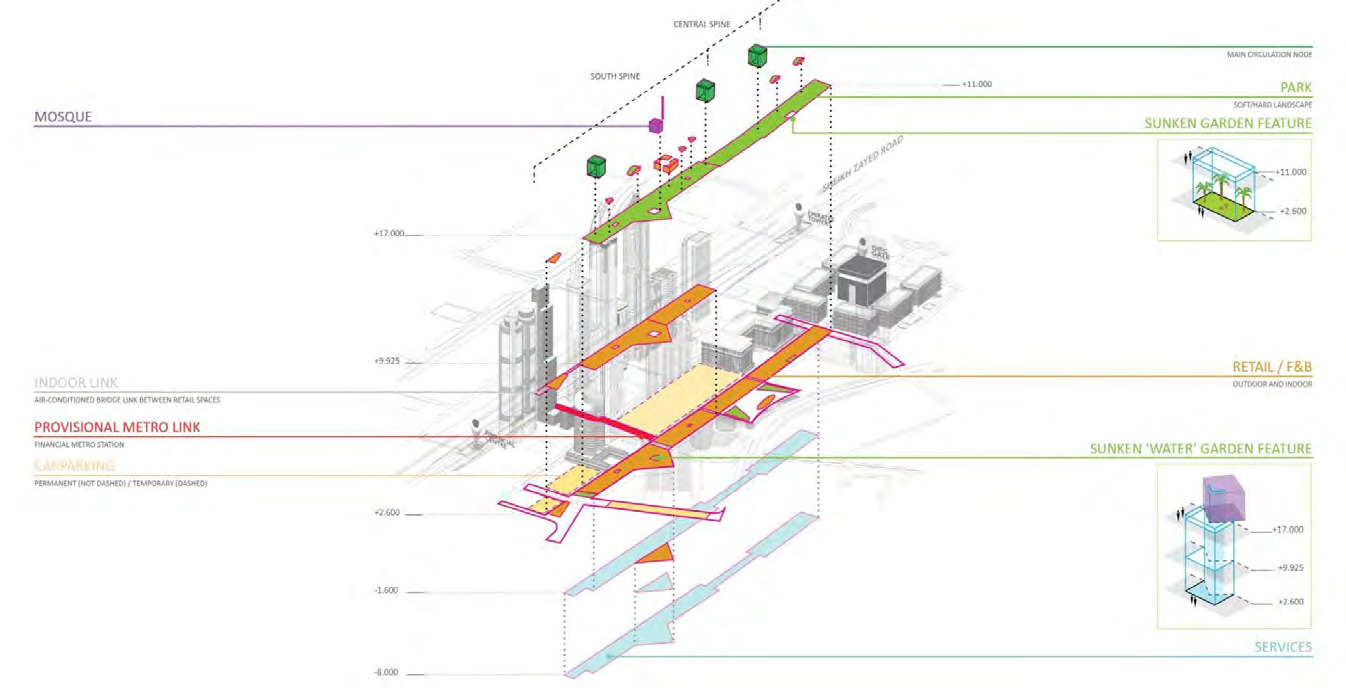 CENTRAL SPINE
SOUTH SPINE
MAIN CIRCULATION NODE
+11.000
PARK
SOFT/HARD LANDSCAPE
MOSQUE
SUNKEN GARDEN FEATURE
SHEIKH ZAYED ROAD
+11.000
+2.600
EMIRATES
TOWER
+17.000
DIFC
GATE
+9.925
RETAIL / F&B
OUTDOOR AND INDOOR
INDOOR LINK
AIR-CONDITIONED BRIDGE LINK BETWEEN RETAIL SPACES
PROVISIONAL METRO LINK
FINANCIAL METRO STATION
FINANCIAL
CENTRE
SUNKEN 'WATER' GARDEN FEATURE
CARPARKING
PERMANENT (NOT DASHED) / TEMPORARY (DASHED)
+2.600
+17.000
+9.925
+2.600
-1.600
SERVICES
-8.000